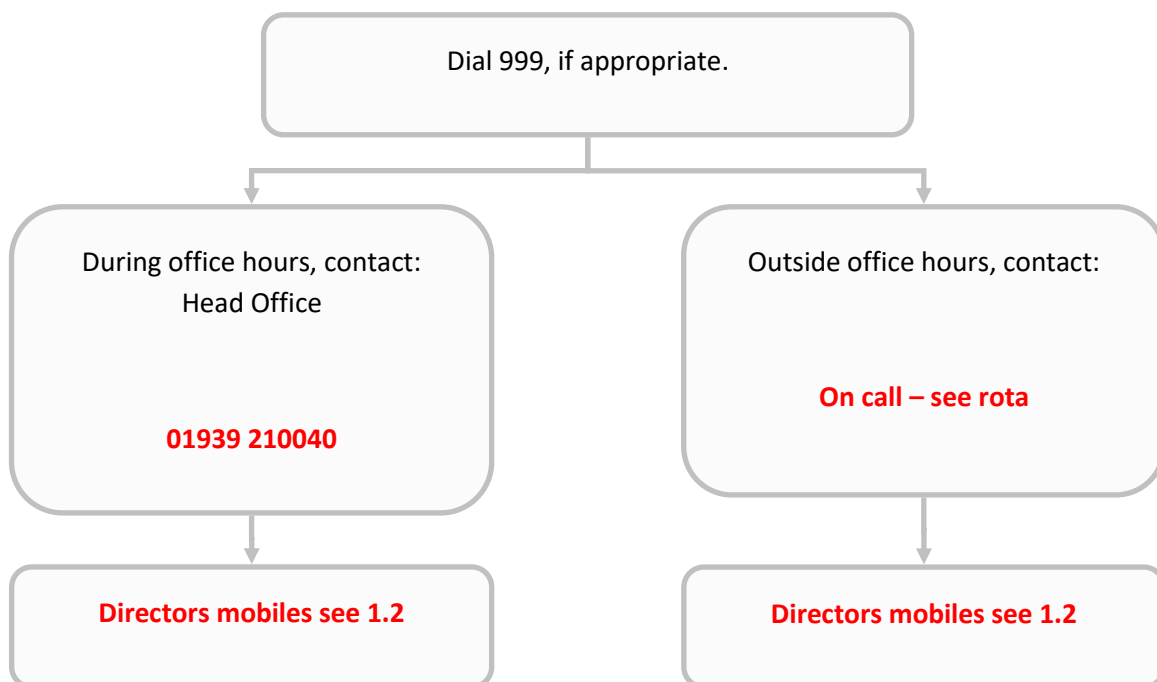 Dial 999, if appropriate.
During office hours, contact:
Head Office
01939 210040
Outside office hours, contact:
On call – see rota
Directors mobiles see 1.2
Directors mobiles see 1.2